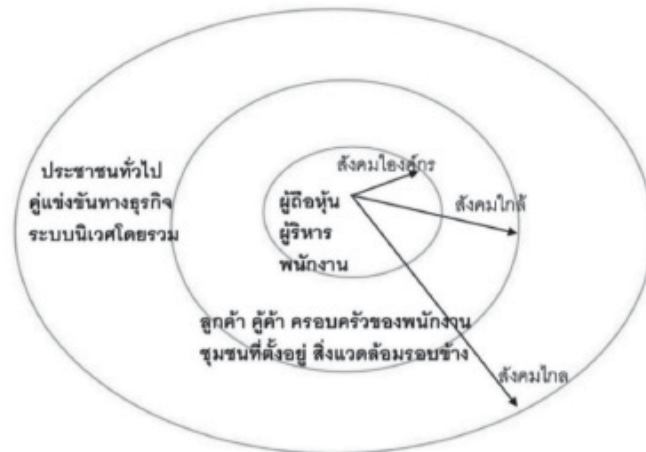 สังคมใองค์กร
ประชาชนทั่วไป
คู่แข่งขันทางธุรกิจ
ระบบนิเวศโดยรวม
ผู้ถือหุ้น
ผู้ริหาร
พนักงาน
สังคมใกล้
ลูกค้า คู้ค้า ครอบครัวของพนักงาน
ชุมชนที่ตั้งอยู่ สิ่งแวดล้อมรอบข้าง
สังคมไกล